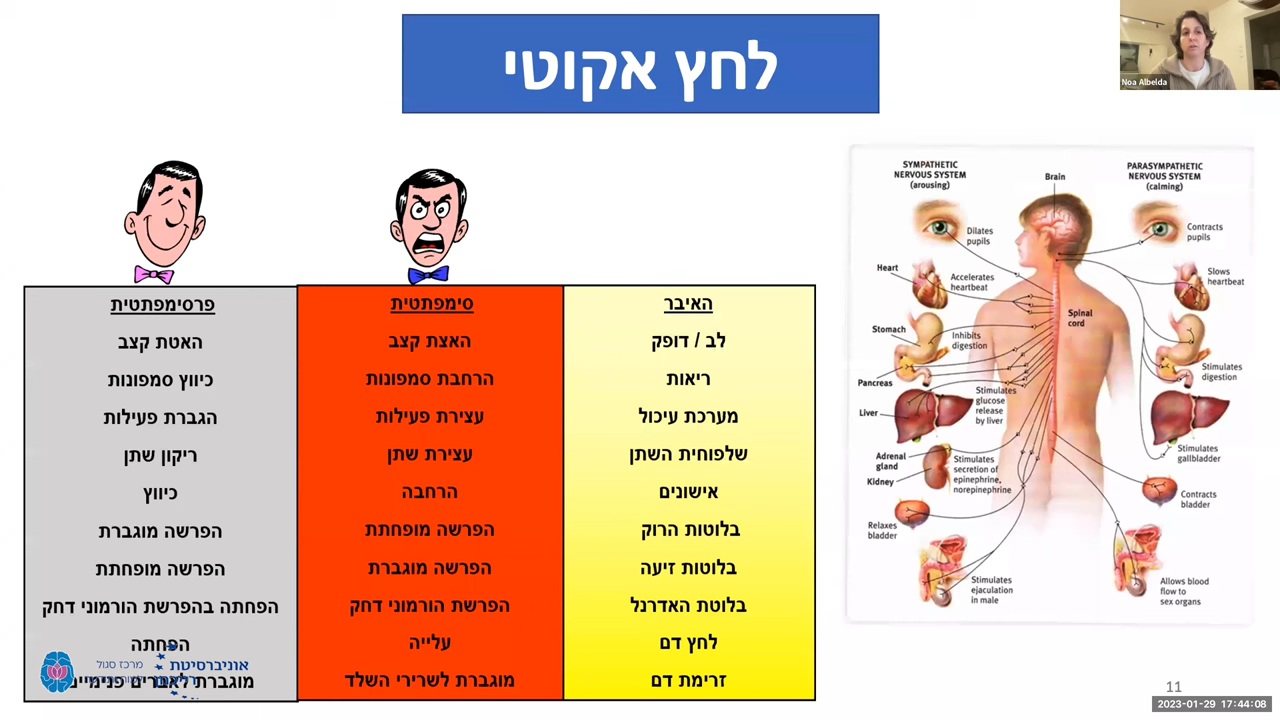 לחץ אקוטי
Noa Albelda
האיבר סימפתטית פרסימפתטית
לב / דופק האצת קצב האטת קצב
ריאות הרחבת סמפונות כיווץ סמפונות
מערכת עיכול עצירת פעילות הגברת פעילות
שלפוחית השתן עצירת שתן ריקון שתן
אישונים הרחבה כיווץ
בלוטות הרוק הפרשה מופחתת הפרשה מוגברת
בלוטות זיעה הפרשה מוגברת הפרשה מופחתת
בלוטת האדרנל הפרשת הורמוני דחק הפחתה בהפרשת הורמוני דחק
לחץ דם עלייה הפחתה
זרימת דם מוגברת לשרירי השלד מוגברת לאברים פנימיים
אוניברסיטת
מרכז סגול
SYMPATHETIC
NERVOUS SYSTEM
(arousing)
Brain
PARASYMPATHETIC
NERVOUS SYSTEM
(calming)
Dilates
pupils
Contracts
pupils
Heart
Accelerates
heartbeat
Slows
heartbeat
Spinal
cord
Stomach
Inhibits
digestion
Stimulates
digestion
Pancreas
Stimulates
glucose
release
by liver
Liver
Adrenal
gland
Kidney
Stimulates
secretion of
epinephrine,
norepinephrine
Stimulates
gallbladder
Contracts
bladder
Relaxes
bladder
Stimulates
ejaculation
in male
Allows blood
flow to
sex organs
11
2023-01-29 17:44:08